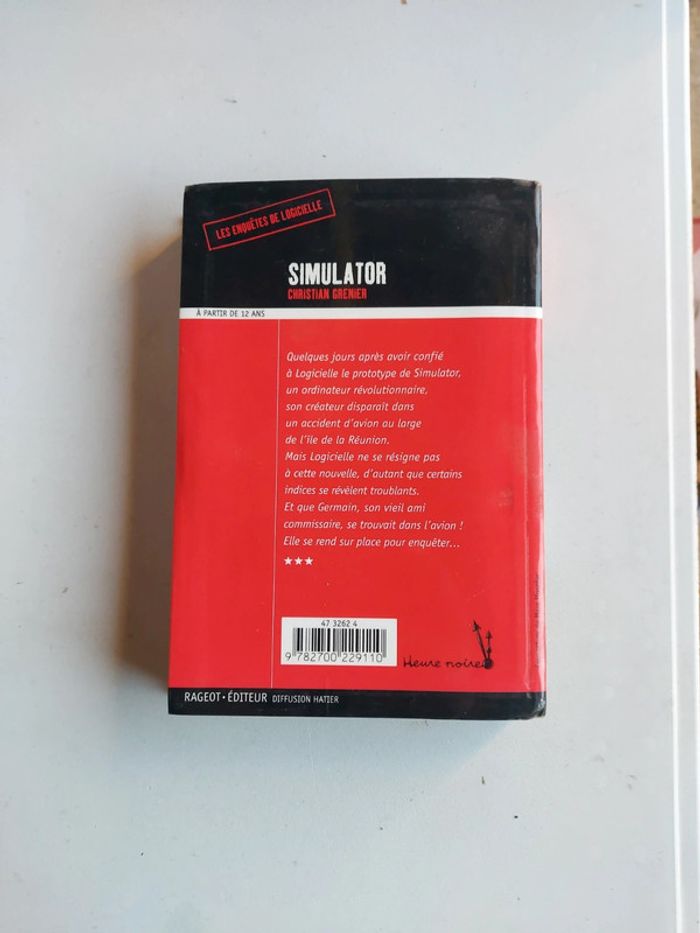 LES ENQUÊTES DE LOGICIELLE
SIMULATOR
CHRISTIAN GRENIER
À PARTIR DE 12 ANS
Quelques jours après avoir confié
à Logicielle le prototype de Simulator,
un ordinateur révolutionnaire,
son créateur disparaît dans
un accident d'avion au large
de l'île de la Réunion.
Mais Logicielle ne se résigne pas
à cette nouvelle, d'autant que certains
indices se révèlent troublants.
Et que Germain, son vieil ami
commissaire, se trouvait dans l'avion !
Elle se rend sur place pour enquêter...
★★★
47 3262 4
9 782700 229110
Heure noire
RAGEOT • ÉDITEUR DIFFUSION HATIER